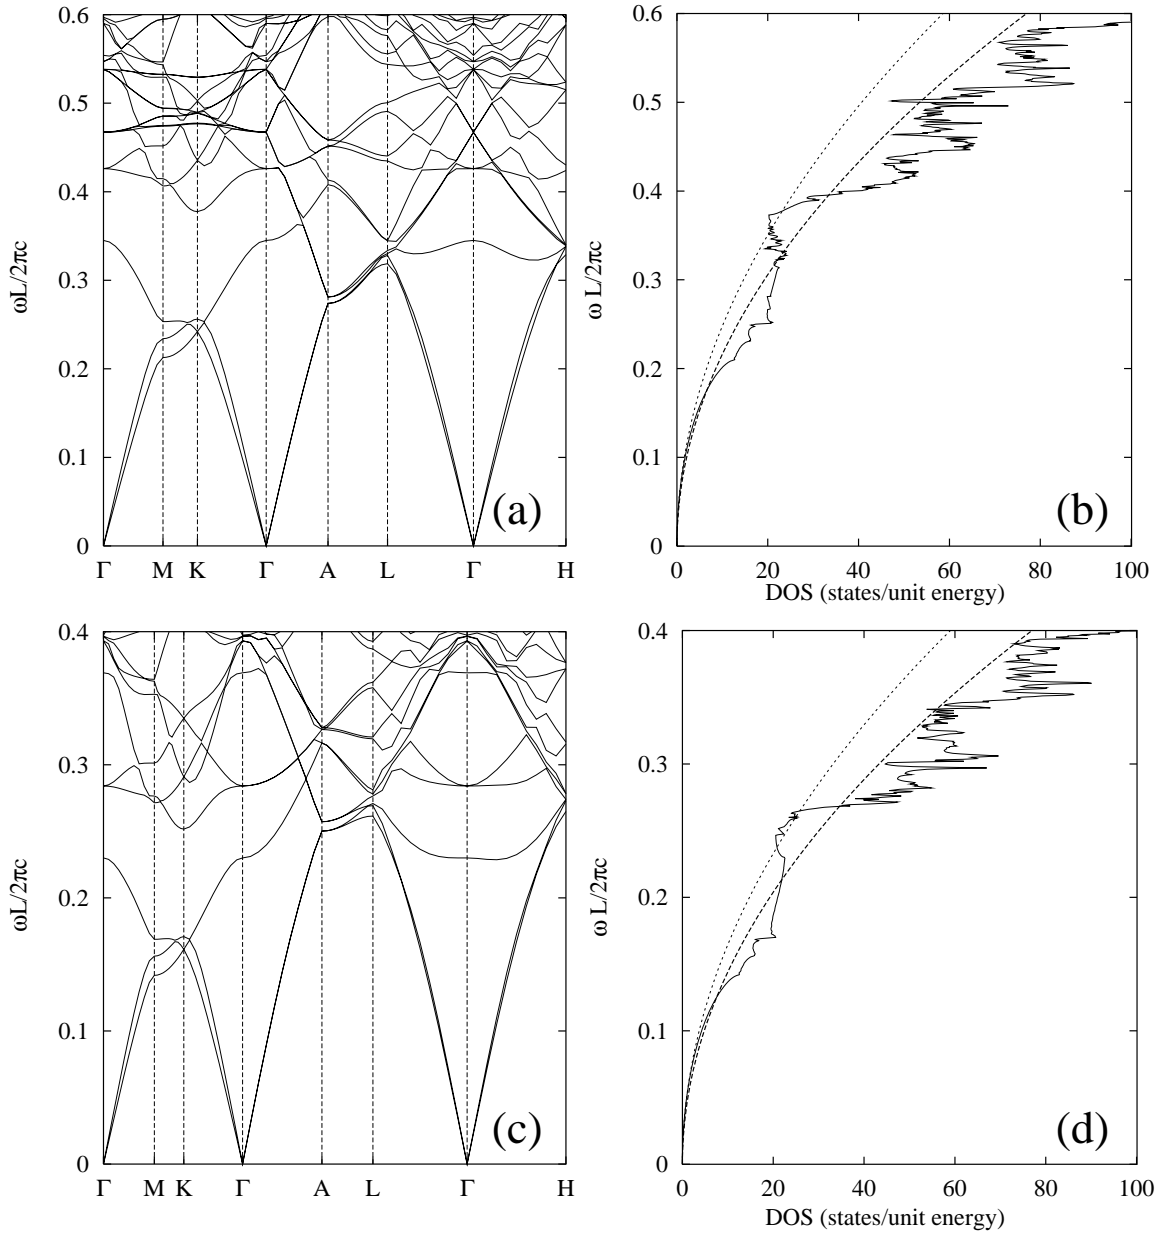 0.6
0.5
0.4
0.3
0.2
0.1
0
ωL/2πc
Γ M K Γ A L Γ H
(a)
0.6
0.5
0.4
0.3
0.2
0.1
0
ω L/2πc
0 20 40 60 80 100
DOS (states/unit energy)
(b)
0.4
0.3
0.2
0.1
0
ωL/2πc
Γ M K Γ A L Γ H
(c)
0.4
0.3
0.2
0.1
0
ω L/2πc
0 20 40 60 80 100
DOS (states/unit energy)
(d)